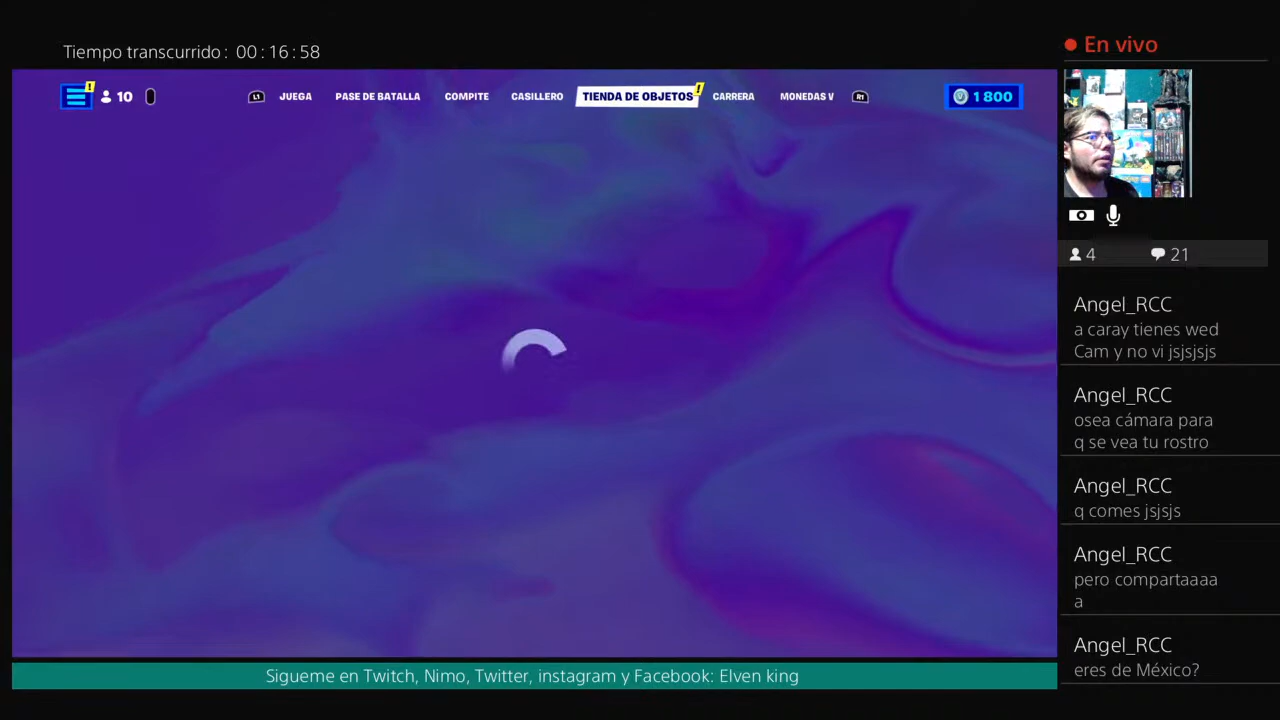 Tiempo transcurrido: 00:16:58
En vivo
! 10 L1 JUEGA PASE DE BATALLA COMPITE CASILLERO TIENDA DE OBJETOS ! CARRERA MONEDAS V R1 1 800
4 21
Angel_RCC
a caray tienes wed
Cam y no vi jsjsjsjs
Angel_RCC
osea cámara para
q se vea tu rostro
Angel_RCC
q comes jsjsjs
Angel_RCC
pero compartaaaa
a
Angel_RCC
eres de México?
Sigueme en Twitch, Nimo, Twitter, instagram y Facebook: Elven king